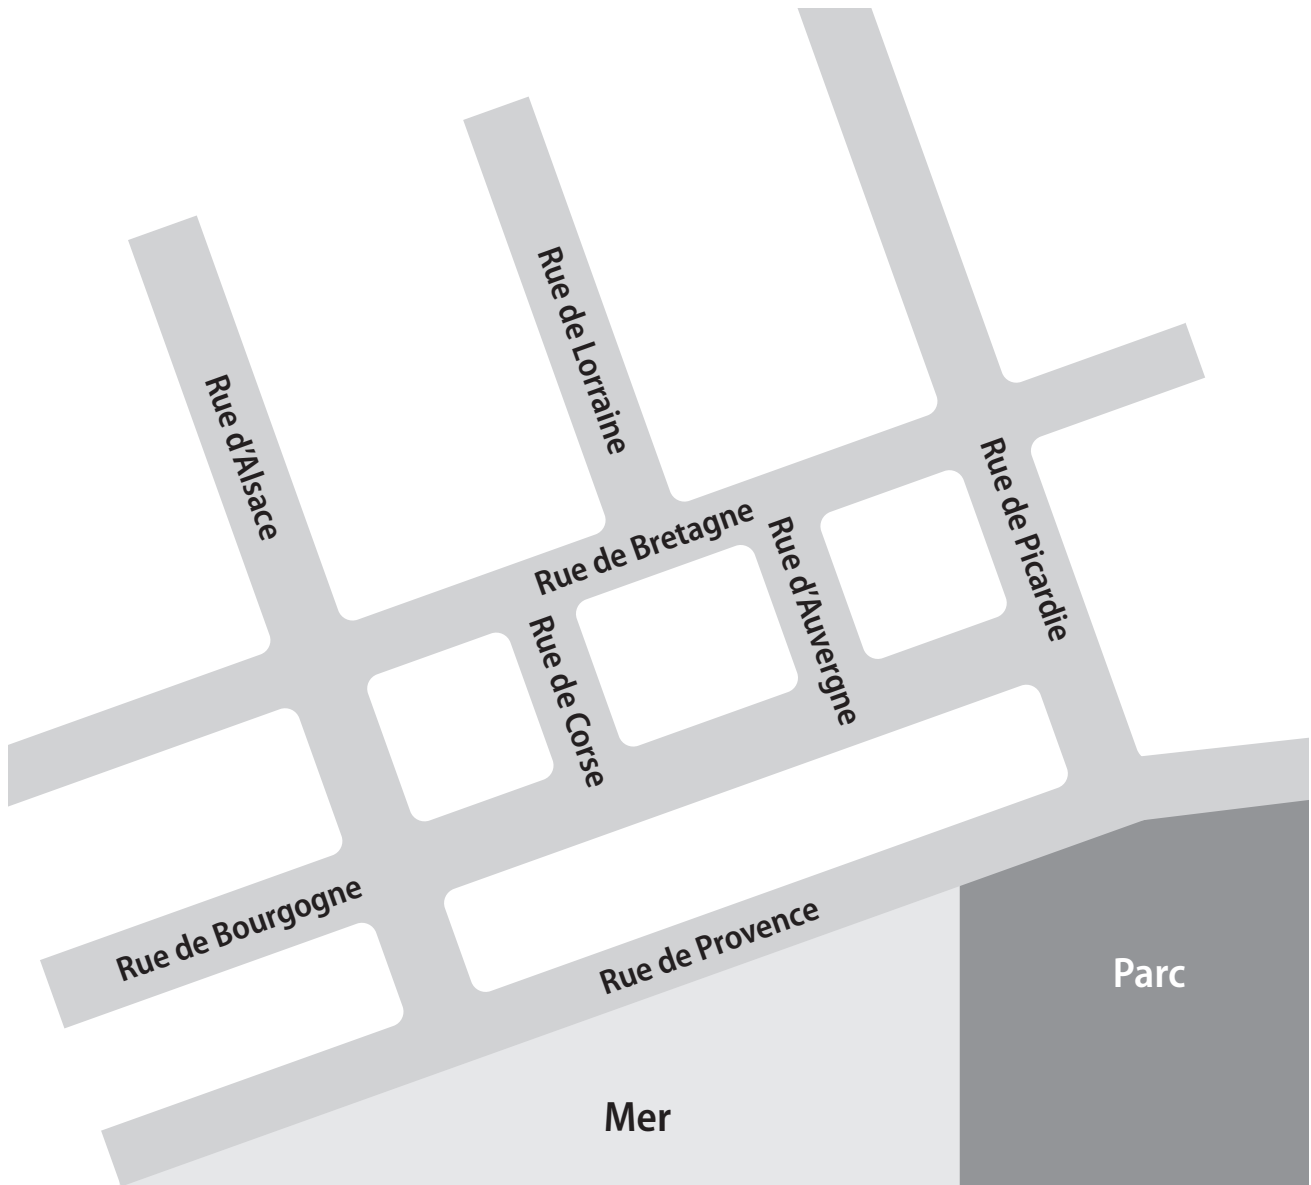 Rue de Lorraine
Rue d’Alsace
Rue de Picardie
Rue de Bretagne
Rue d’Auvergne
Rue de Corse
Rue de Bourgogne
Rue de Provence
Parc
Mer